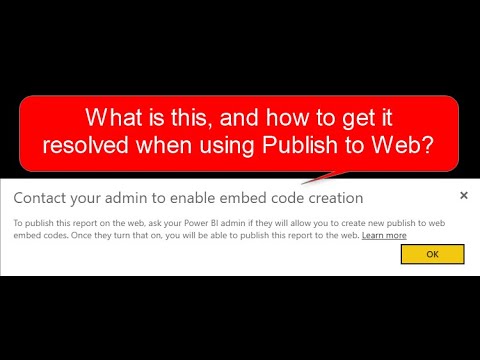 What is this, and how to get it
resolved when using Publish to Web?
Contact your admin to enable embed code creation
To publish this report on the web, ask your Power BI admin if they will allow you to create new publish to web
embed codes. Once they turn that on, you will be able to publish this report to the web. Learn more
OK